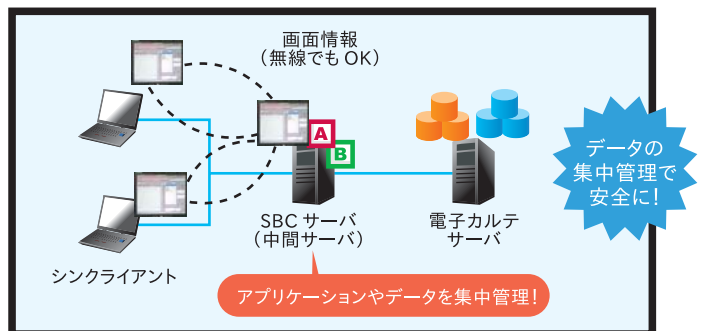 画面情報
（無線でもOK）
A
B
データの
集中管理で
安全に！
SBCサーバ
（中間サーバ）
電子カルテ
サーバ
シンクライアント
アプリケーションやデータを集中管理！